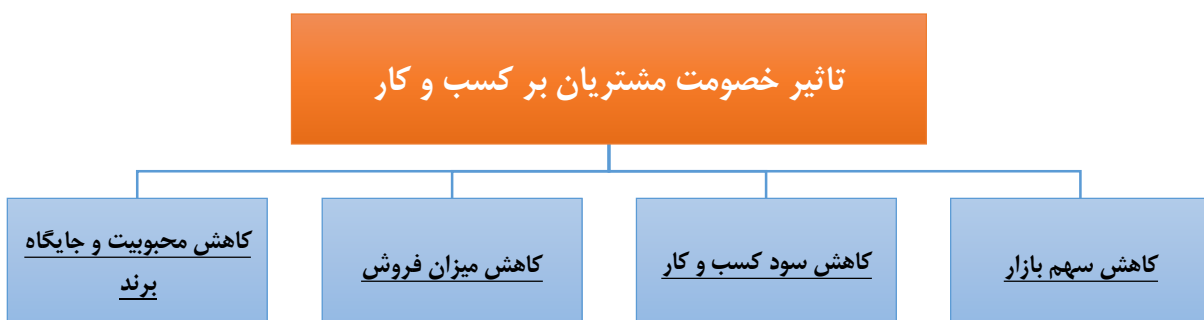 تاثیر خصومت مشتریان بر کسب و کار
کاهش سهم بازار
کاهش سود کسب و کار
کاهش میزان فروش
کاهش محبوبیت و جایگاه
برند